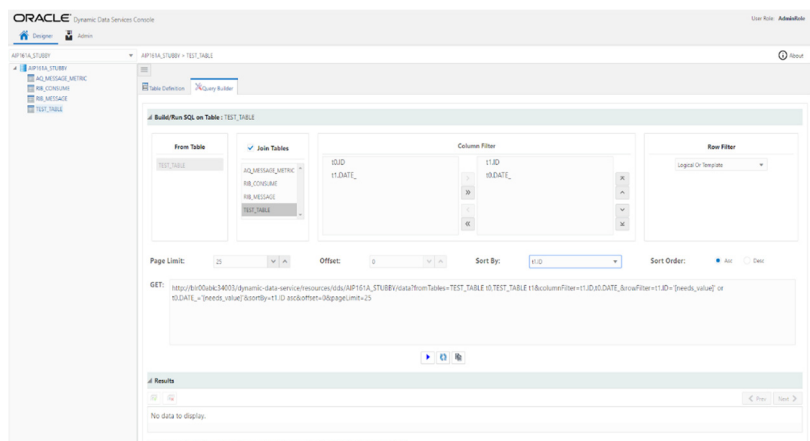 ORACLE Dynamic Data Services Console
User Role: AdminRole
Designer Admin
AIP161A_STUBBY
AIP161A_STUBBY > TEST_TABLE
About
AIP161A_STUBBY
AQ_MESSAGE_METRIC
RIB_CONSUME
RIB_MESSAGE
TEST_TABLE
Table Definition Query Builder
Build/Run SQL on Table : TEST_TABLE
From Table
Join Tables
Column Filter
Row Filter
TEST_TABLE
AQ_MESSAGE_METRIC
RIB_CONSUME
RIB_MESSAGE
TEST_TABLE
t0.ID
t1.DATE_
t1.ID
t0.DATE_
Logical Or Template
Page Limit: 25
Offset: 0
Sort By: t1.ID
Sort Order: Asc Desc
GET: http://blr00ablc:34003/dynamic-data-service/resources/dds/AIP161A_STUBBY/data?fromTables=TEST_TABLE t0,TEST_TABLE t1&columnFilter=t1.ID,t0.DATE_&rowFilter=t1.ID='[needs_value]' or
t0.DATE_='[needs_value]'&sortBy=t1.ID asc&offset=0&pageLimit=25
Results
Prev Next
No data to display.